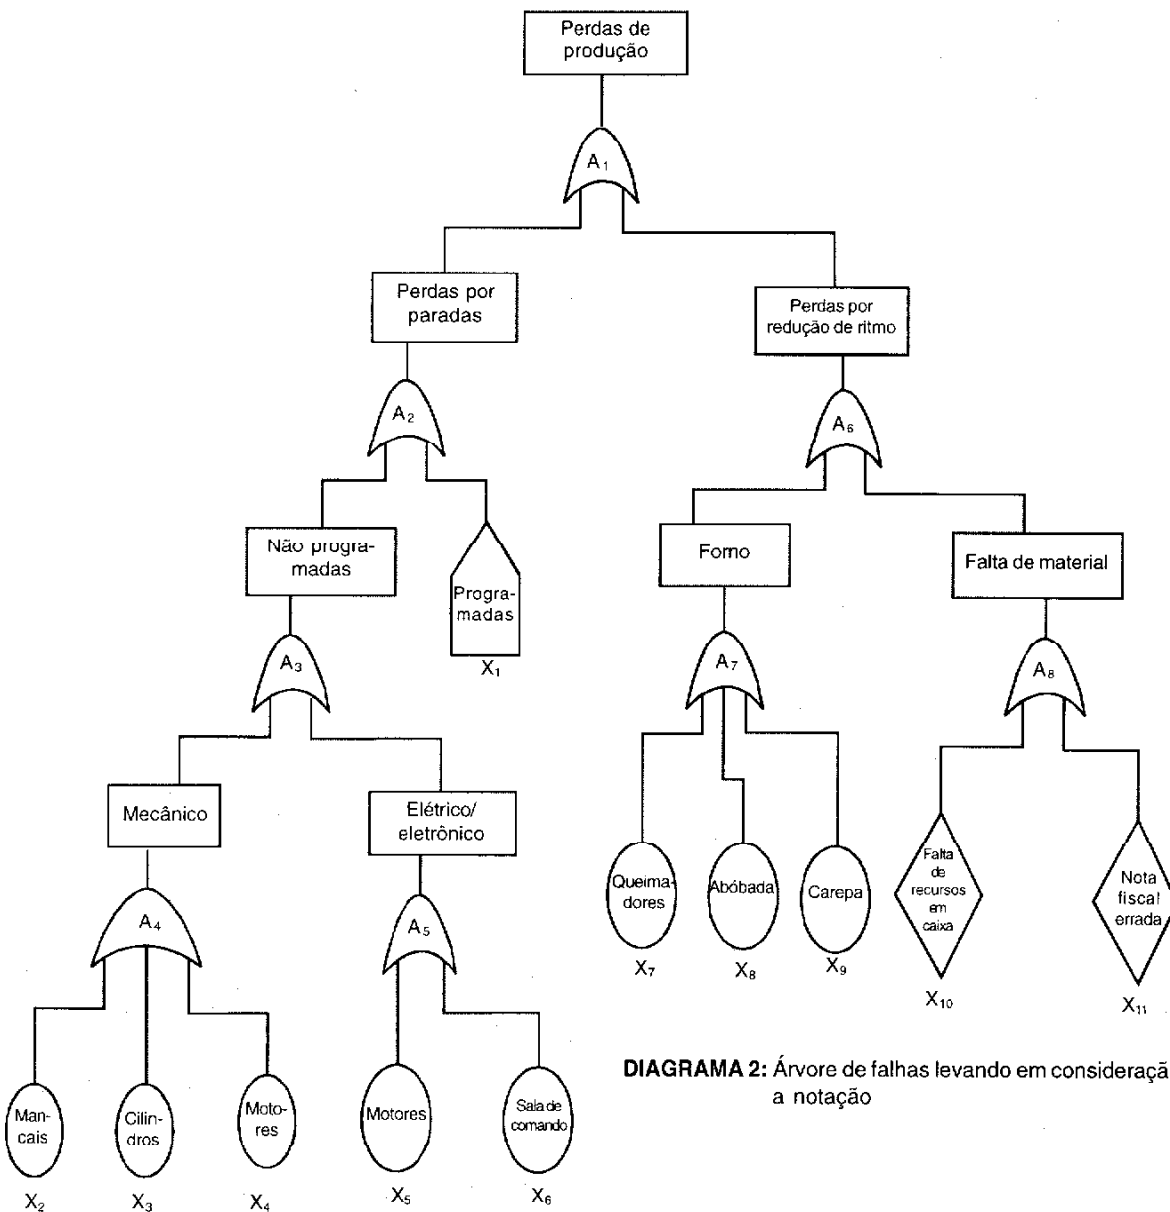 Perdas de
produção
A1
Perdas por
paradas
Perdas por
redução de ritmo
A2
A6
Não progra-
madas
Progra-
madas
X1
Forno
Falta de material
A3
A7
A8
Mecânico
Elétrico/
eletrônico
A4
A5
Queima-
dores
X7
Abóbada
X8
Carepa
X9
Falta
de
recursos
em
caixa
X10
Nota
fiscal
errada
X11
Man-
cais
X2
Cilin-
dros
X3
Moto-
res
X4
Motores
X5
Sala de
comando
X6
DIAGRAMA 2: Árvore de falhas levando em consideraçã
a notação